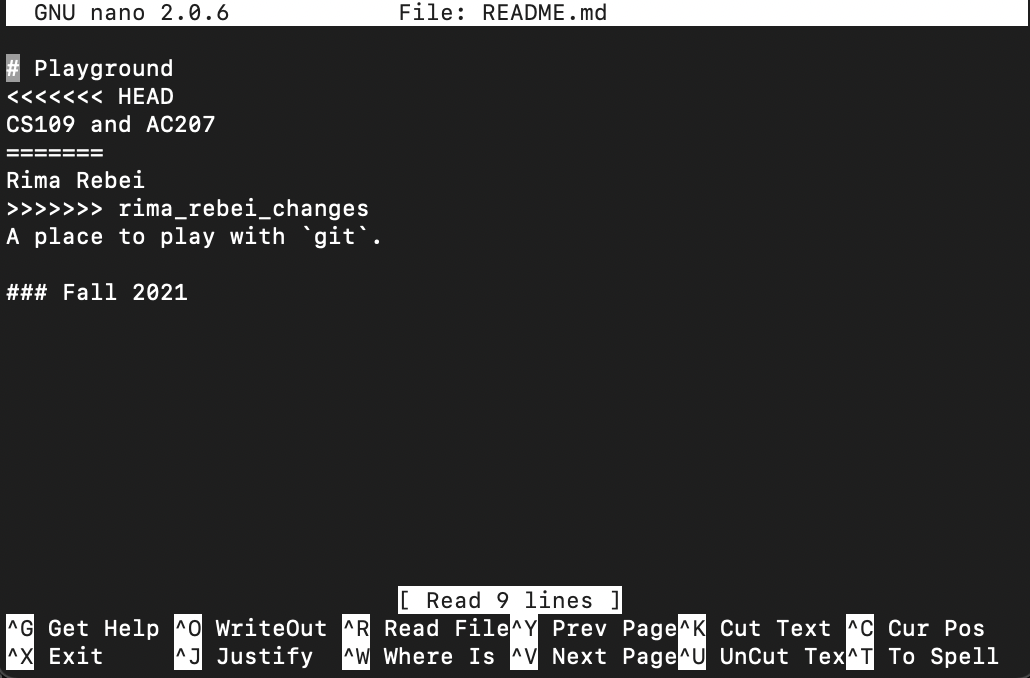 GNU nano 2.0.6 File: README.md
# Playground
<<<<<<< HEAD
CS109 and AC207
=======
Rima Rebei
>>>>>>> rima_rebei_changes
A place to play with `git`.
### Fall 2021
[ Read 9 lines ]
^G Get Help ^O WriteOut ^R Read File^Y Prev Page^K Cut Text ^C Cur Pos
^X Exit ^J Justify ^W Where Is ^V Next Page^U UnCut Tex^T To Spell